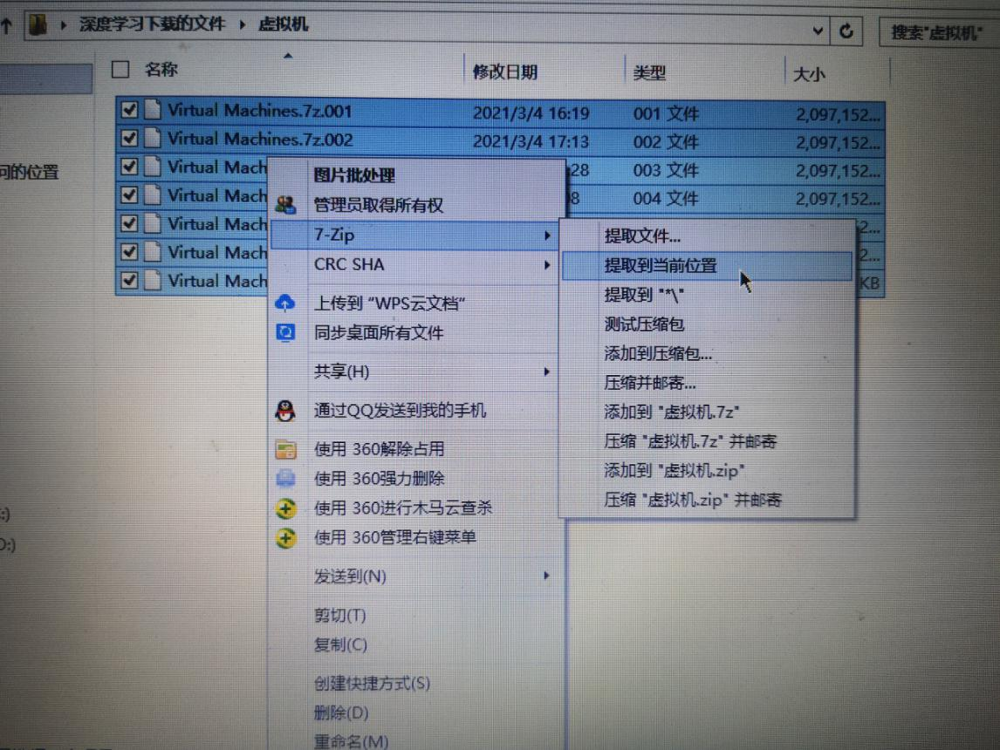 深度学习下载的文件 虚拟机
搜索"虚拟机"
名称 修改日期 类型 大小
Virtual Machines.7z.001 2021/3/4 16:19 001 文件 2,097,152...
Virtual Machines.7z.002 2021/3/4 17:13 002 文件 2,097,152...
Virtual Mach :28 003 文件 2,097,152...
Virtual Mach 8 004 文件 2,097,152...
Virtual Mach 2...
Virtual Mach 2...
Virtual Mach KB
问的位置
图片批处理
管理员取得所有权
7-Zip
CRC SHA
上传到 “WPS云文档”
同步桌面所有文件
共享(H)
通过QQ发送到我的手机
使用 360解除占用
使用 360强力删除
使用 360进行木马云查杀
使用 360管理右键菜单
发送到(N)
剪切(T)
复制(C)
创建快捷方式(S)
删除(D)
重命名(M)
提取文件...
提取到当前位置
提取到 "*\"
测试压缩包
添加到压缩包...
压缩并邮寄...
添加到 "虚拟机.7z"
压缩 "虚拟机.7z" 并邮寄
添加到 "虚拟机.zip"
压缩 "虚拟机.zip" 并邮寄
:)
D:)